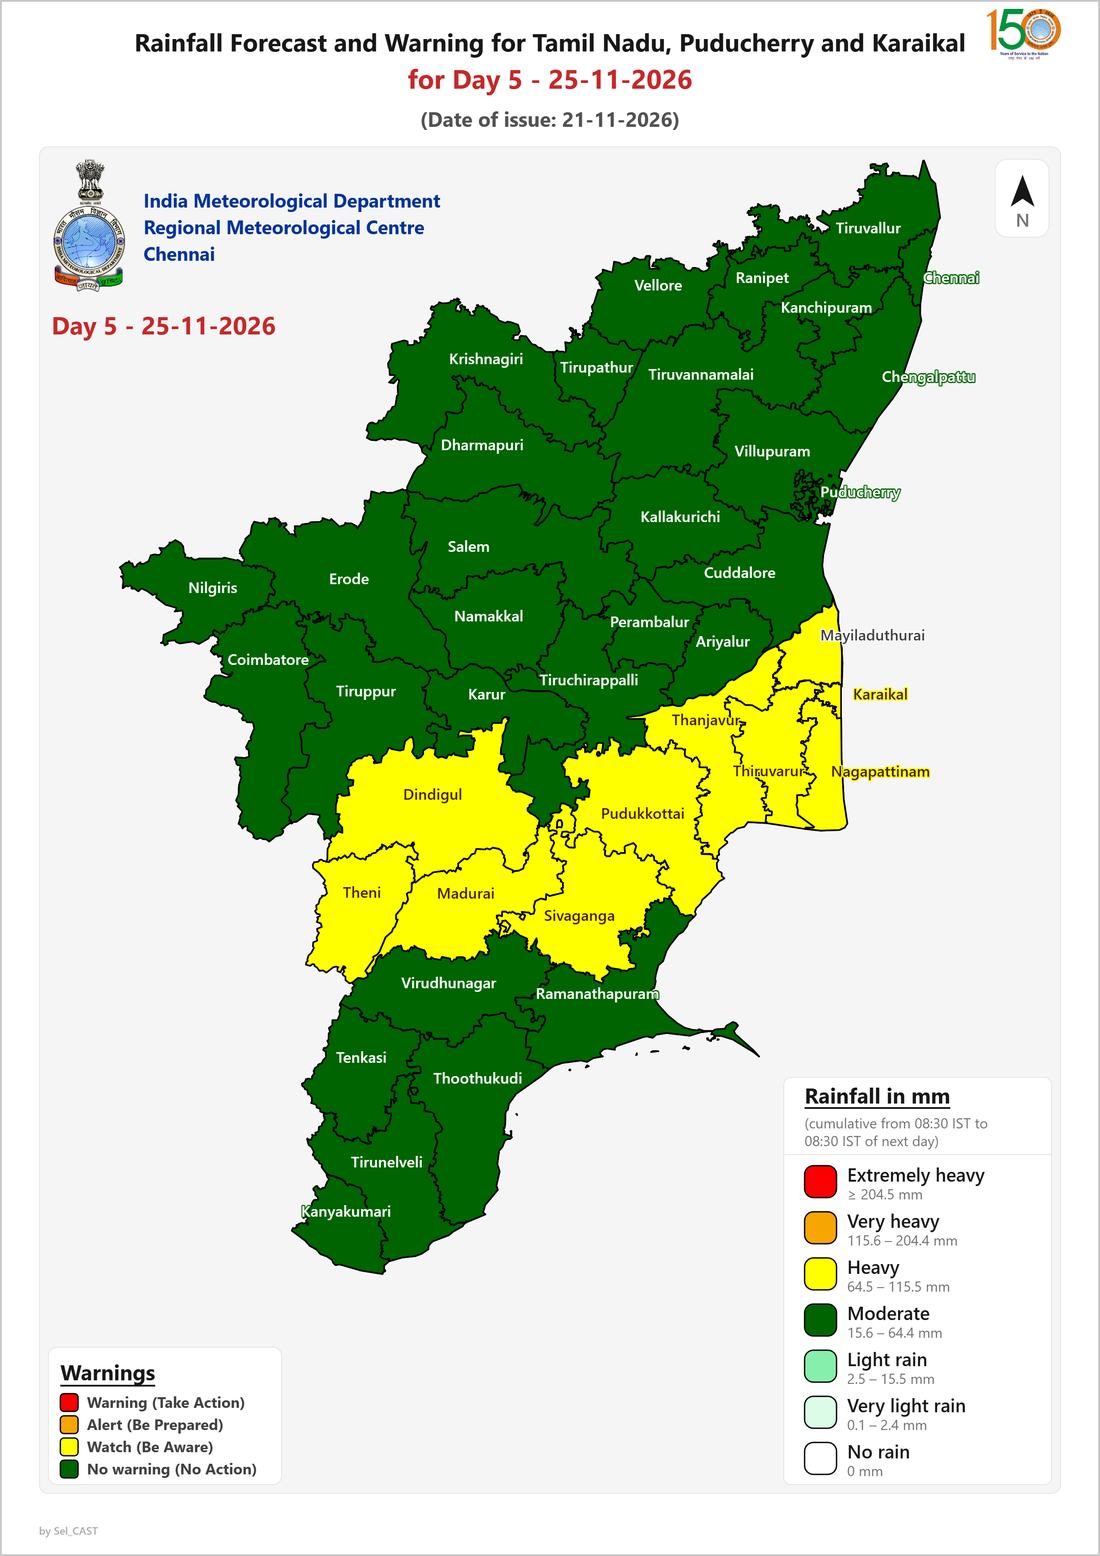 Rainfall Forecast and Warning for Tamil Nadu, Puducherry and Karaikal
for Day 5 - 25-11-2026
(Date of issue: 21-11-2026)
150
Years of Service to the Nation
India Meteorological Department
Regional Meteorological Centre
Chennai
Day 5 - 25-11-2026
N
Tiruvallur
Chennai
Ranipet
Vellore
Kanchipuram
Krishnagiri
Tirupathur
Tiruvannamalai
Chengalpattu
Dharmapuri
Villupuram
Puducherry
Kallakurichi
Salem
Cuddalore
Erode
Nilgiris
Namakkal
Perambalur
Mayiladuthurai
Ariyalur
Coimbatore
Tiruchirappalli
Tiruppur
Karur
Karaikal
Thanjavur
Thiruvarur
Nagapattinam
Dindigul
Pudukkottai
Theni
Madurai
Sivaganga
Virudhunagar
Ramanathapuram
Tenkasi
Thoothukudi
Tirunelveli
Kanyakumari
Rainfall in mm
(cumulative from 08:30 IST to
08:30 IST of next day)
Extremely heavy
≥ 204.5 mm
Very heavy
115.6 – 204.4 mm
Heavy
64.5 – 115.5 mm
Moderate
15.6 – 64.4 mm
Light rain
2.5 – 15.5 mm
Very light rain
0.1 – 2.4 mm
No rain
0 mm
Warnings
Warning (Take Action)
Alert (Be Prepared)
Watch (Be Aware)
No warning (No Action)
by Sel_CAST